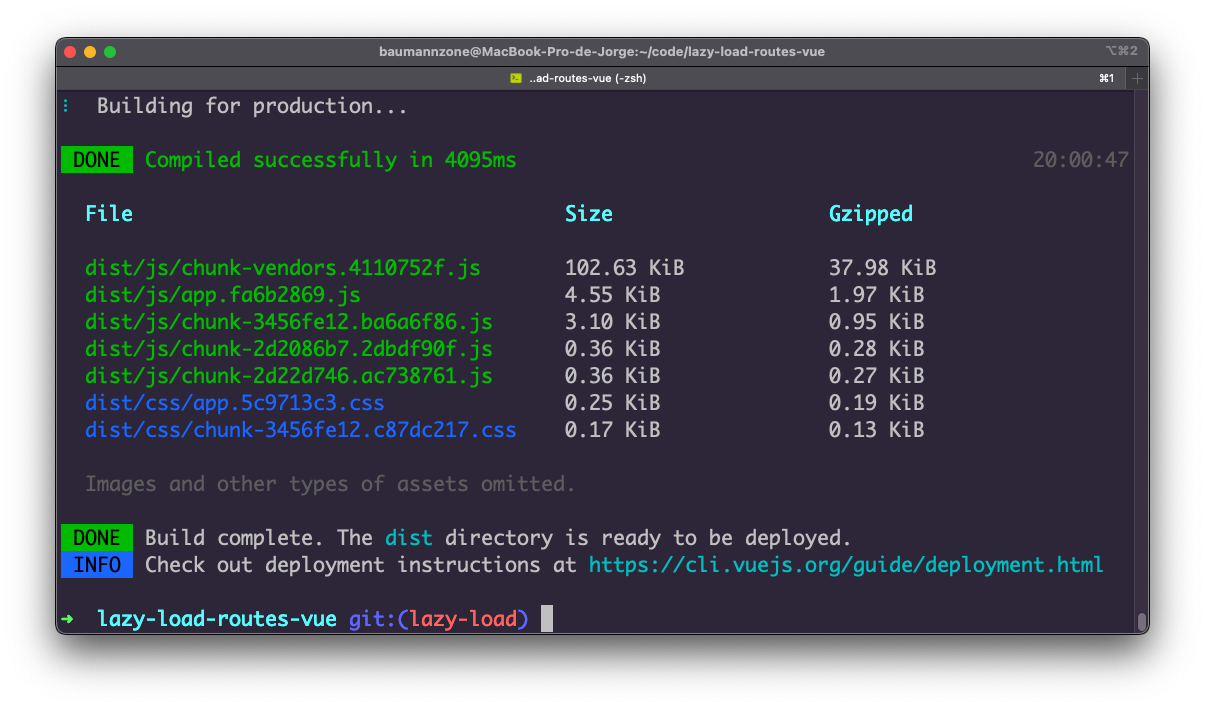 baumannzone@MacBook-Pro-de-Jorge:~/code/lazy-load-routes-vue ⌥⌘2
..ad-routes-vue (-zsh) ⌘1 +
⠇ Building for production...
DONE Compiled successfully in 4095ms 20:00:47
File Size Gzipped
dist/js/chunk-vendors.4110752f.js 102.63 KiB 37.98 KiB
dist/js/app.fa6b2869.js 4.55 KiB 1.97 KiB
dist/js/chunk-3456fe12.ba6a6f86.js 3.10 KiB 0.95 KiB
dist/js/chunk-2d2086b7.2dbdf90f.js 0.36 KiB 0.28 KiB
dist/js/chunk-2d22d746.ac738761.js 0.36 KiB 0.27 KiB
dist/css/app.5c9713c3.css 0.25 KiB 0.19 KiB
dist/css/chunk-3456fe12.c87dc217.css 0.17 KiB 0.13 KiB
Images and other types of assets omitted.
DONE Build complete. The dist directory is ready to be deployed.
INFO Check out deployment instructions at https://cli.vuejs.org/guide/deployment.html
➜ lazy-load-routes-vue git:(lazy-load)